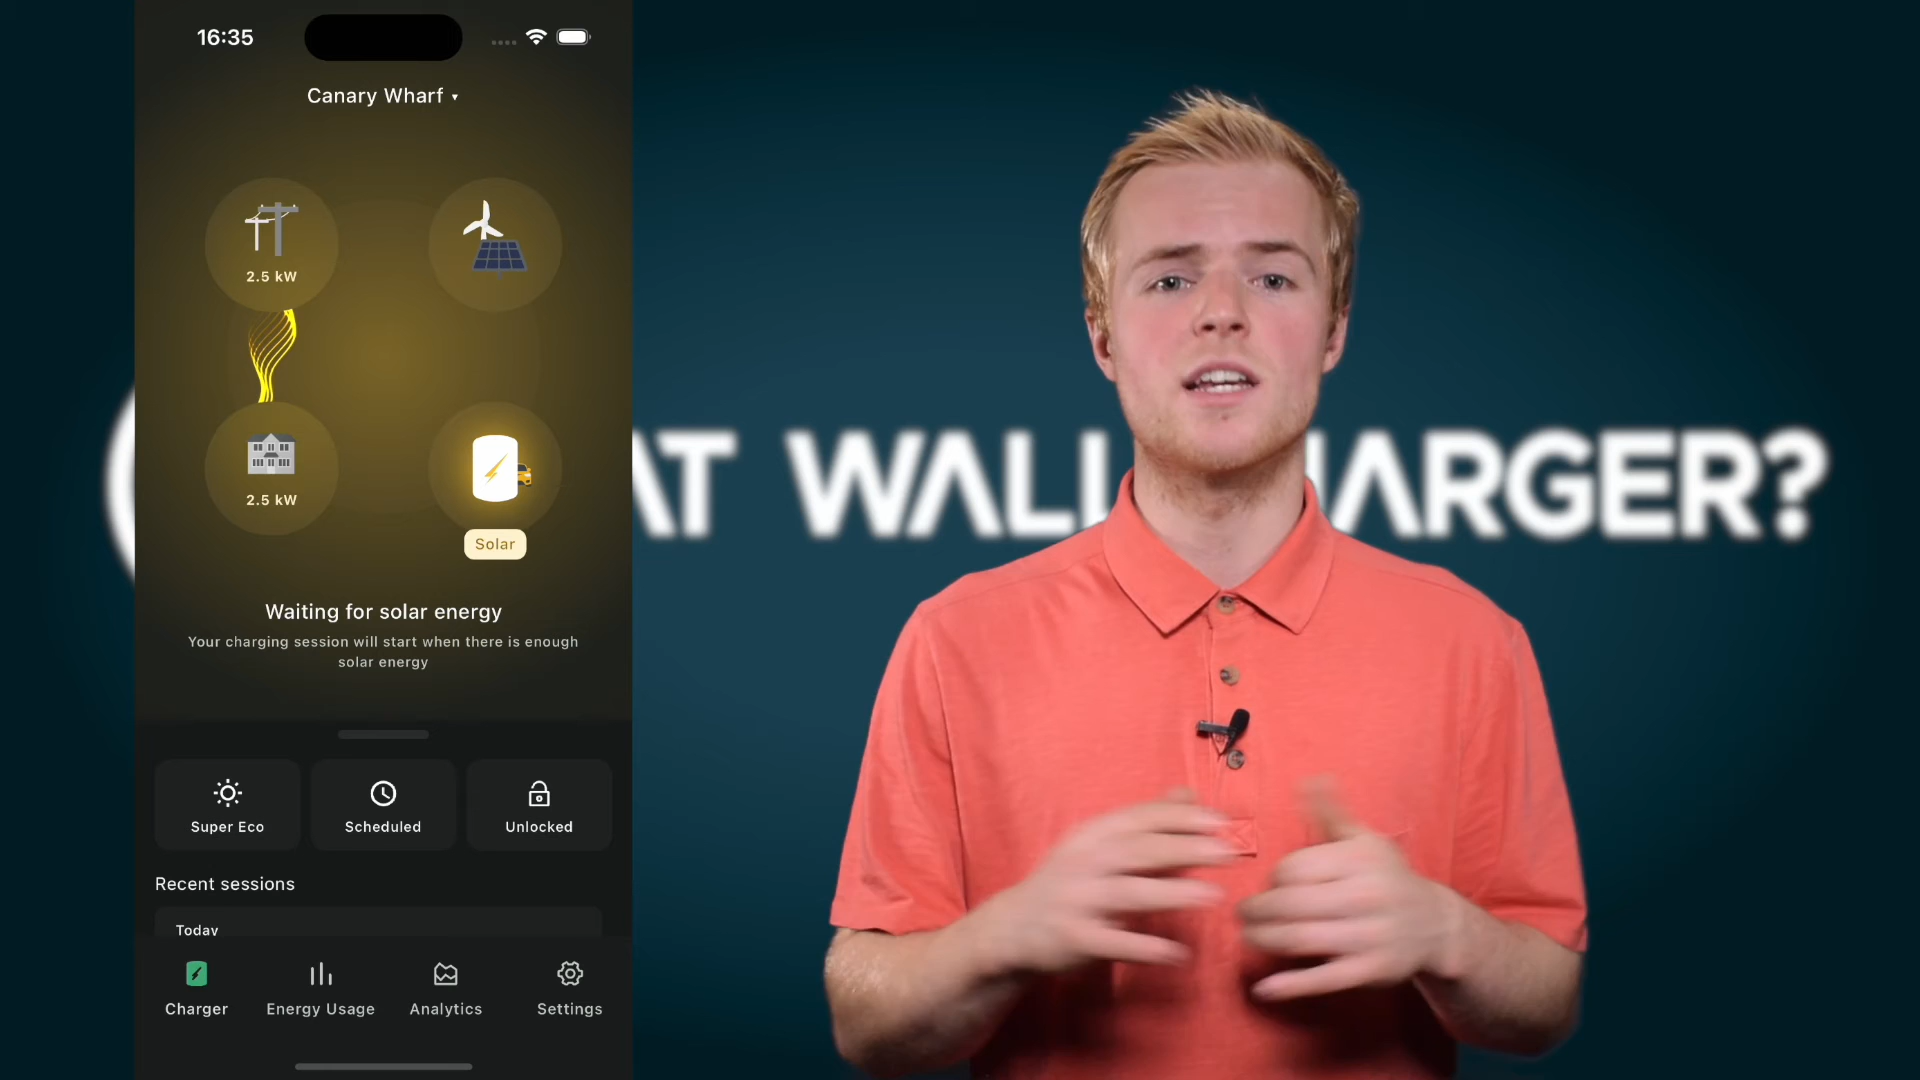 16:35
Canary Wharf
2.5 kW
2.5 kW
Solar
Waiting for solar energy
Your charging session will start when there is enough
solar energy
Super Eco
Scheduled
Unlocked
Recent sessions
Today
Charger
Energy Usage
Analytics
Settings
AT WALL HARGER?